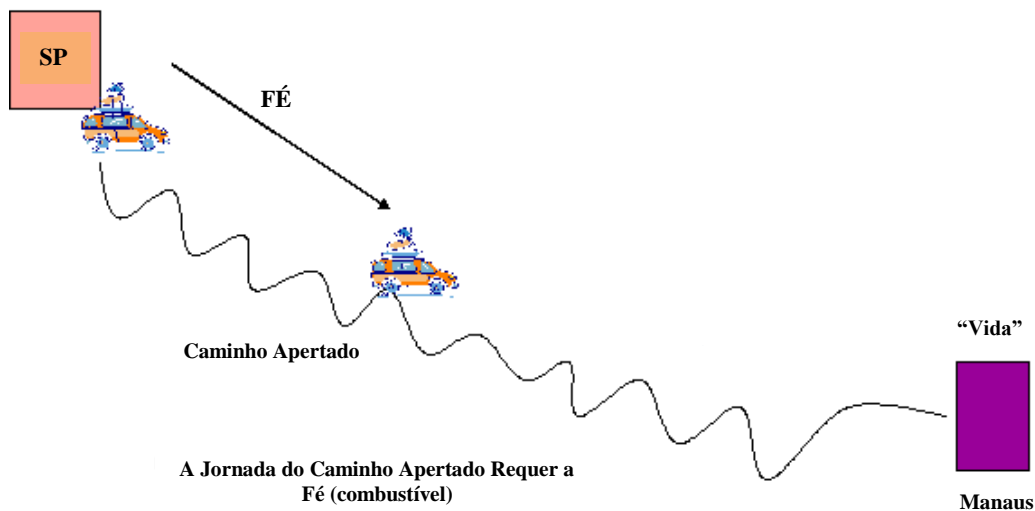 SP
FÉ
Caminho Apertado
“Vida”
A Jornada do Caminho Apertado Requer a
Fé (combustível)
Manaus